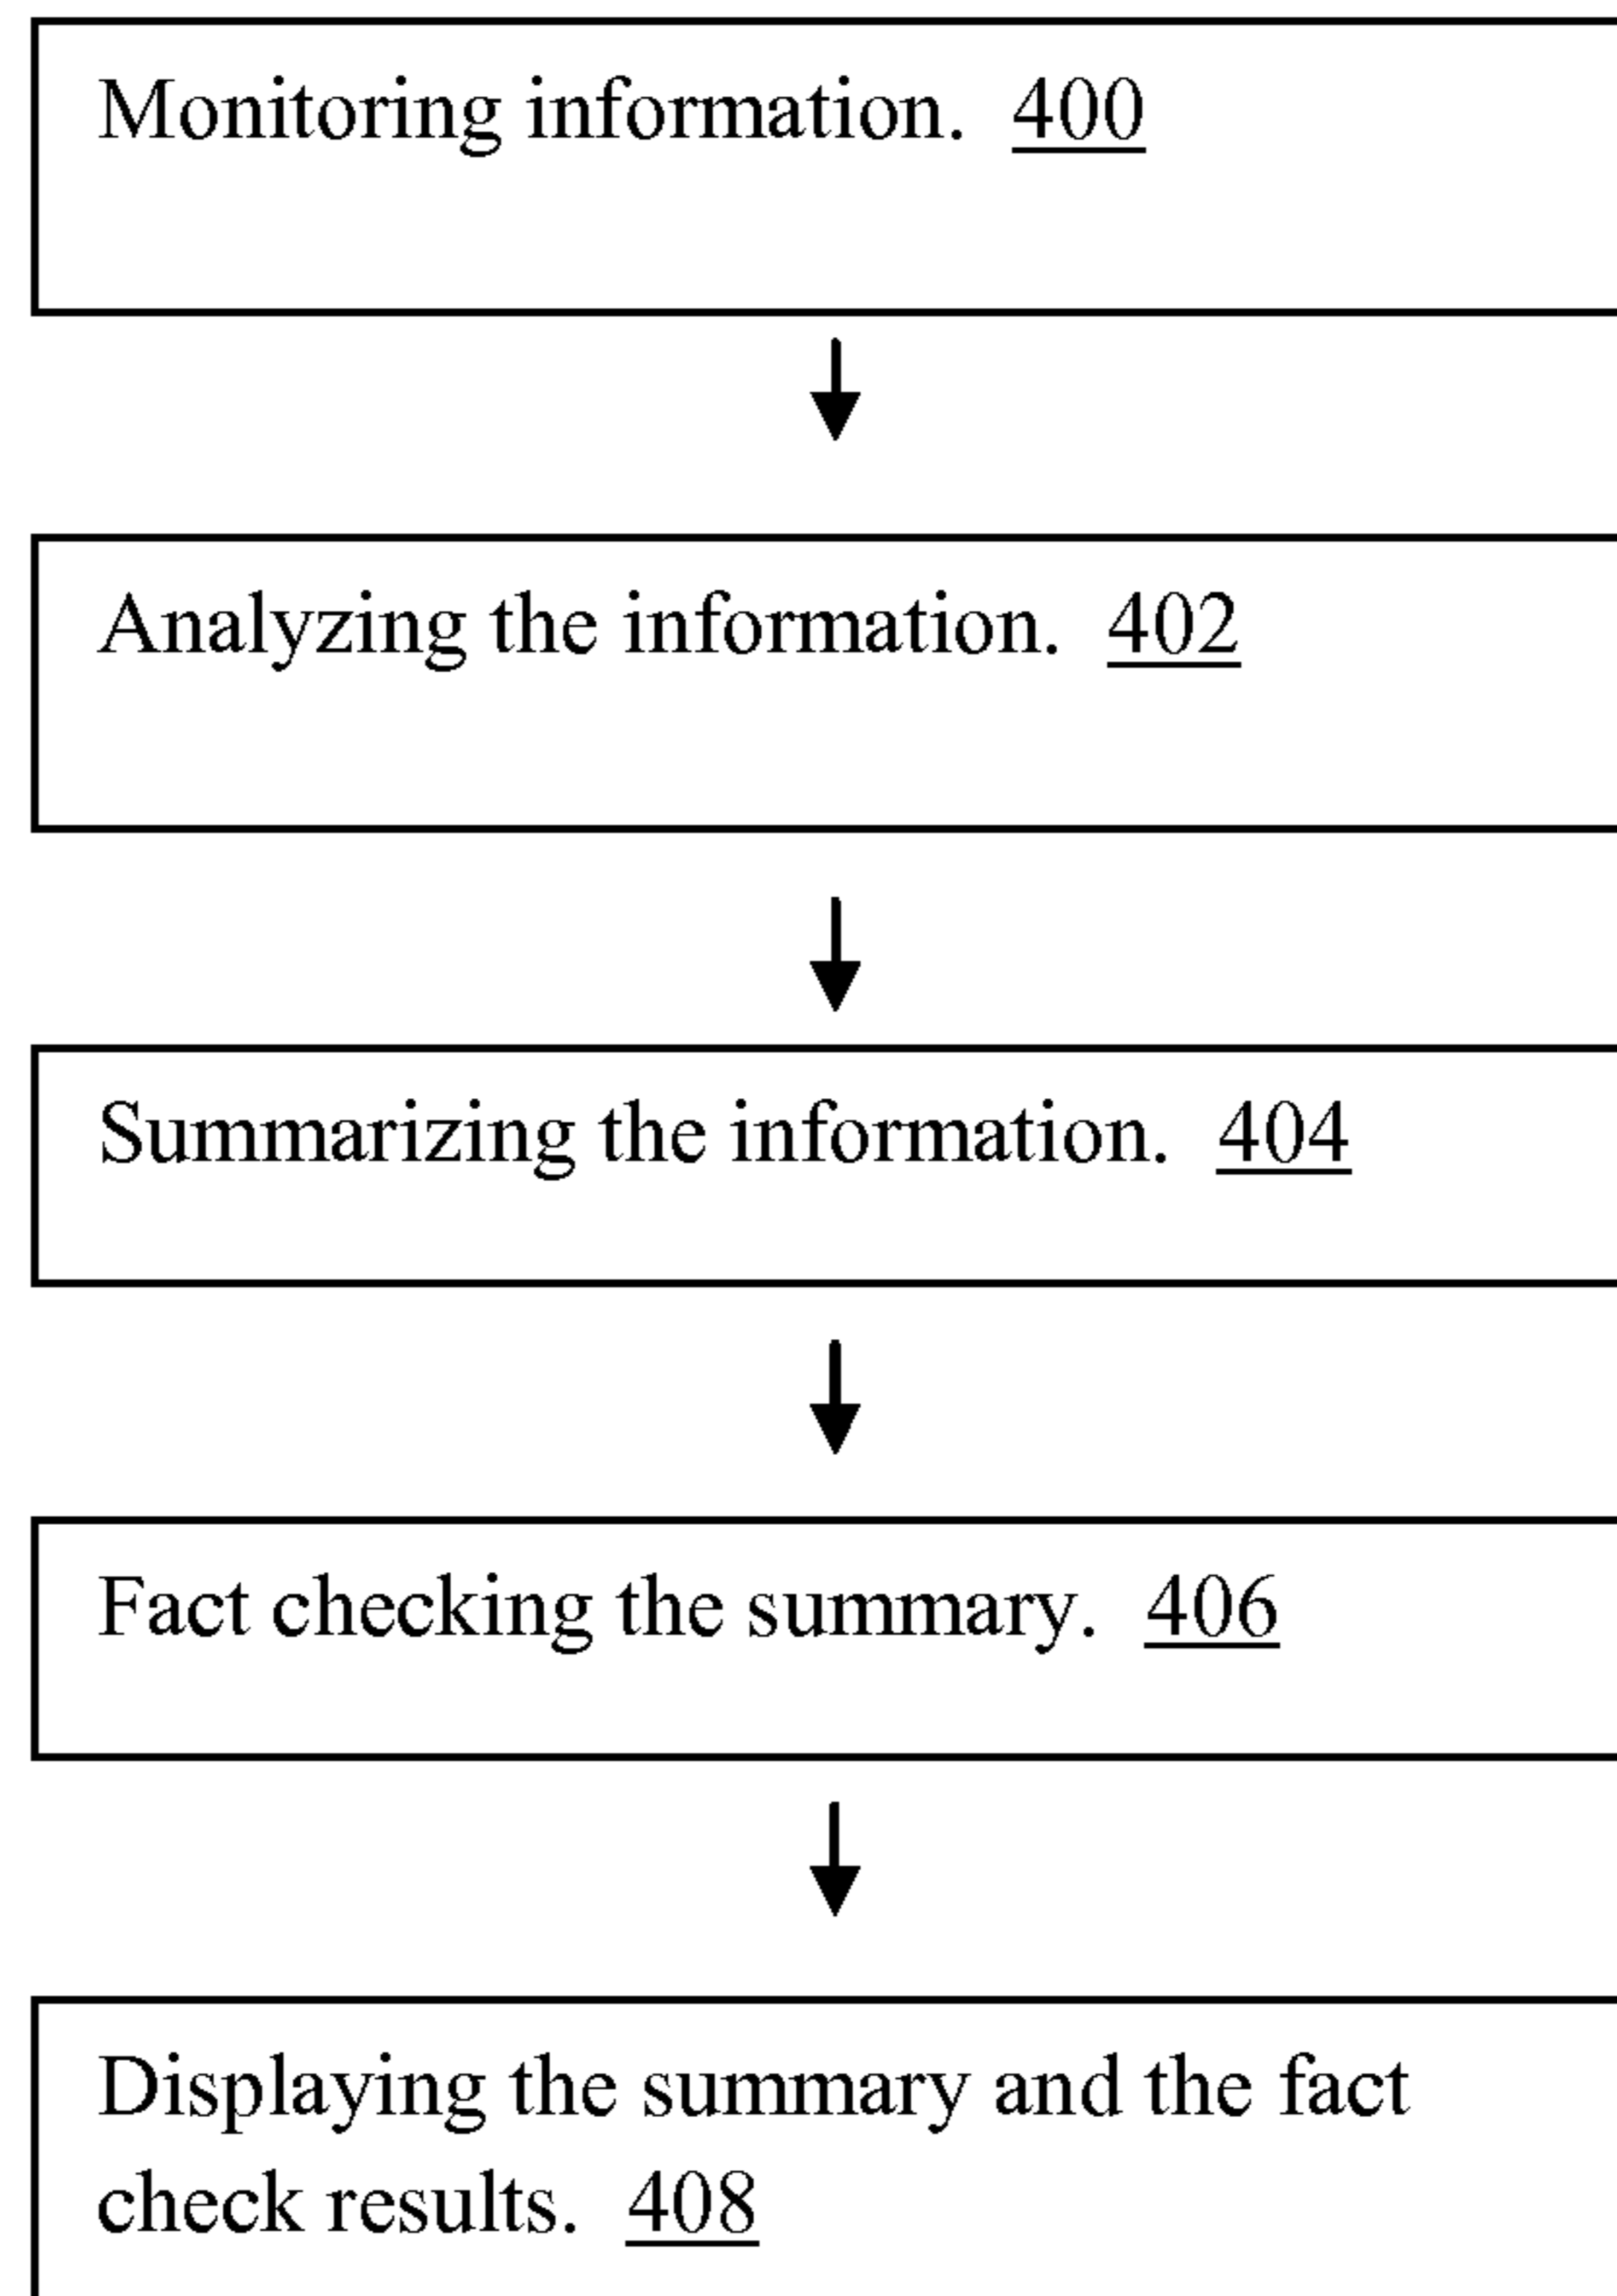 Monitoring information. 400
Analyzing the information. 402
Summarizing the information. 404
Fact checking the summary. 406
Displaying the summary and the fact
check results. 408